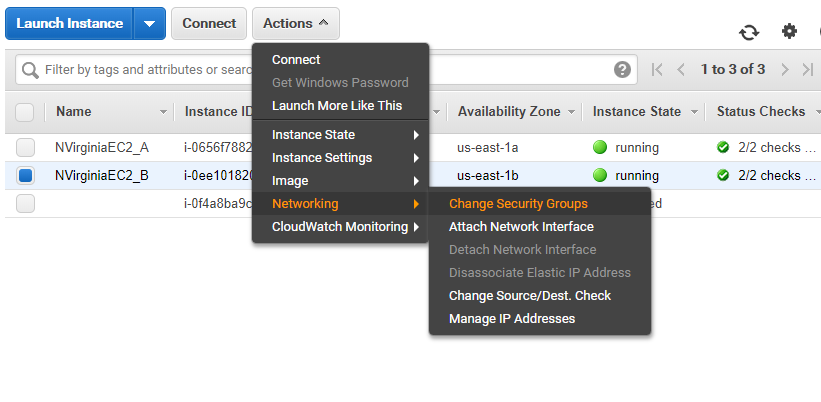 Launch Instance Connect Actions
Connect
Filter by tags and attributes or searc 1 to 3 of 3
Get Windows Password
Launch More Like This
Name Instance ID Availability Zone Instance State Status Checks
Instance State
NVirginiaEC2_A i-0656f7882 us-east-1a running 2/2 checks ...
Instance Settings
NVirginiaEC2_B i-0ee101820 us-east-1b running 2/2 checks ...
Image
i-0f4a8ba9c
Networking
CloudWatch Monitoring
Change Security Groups
Attach Network Interface
Detach Network Interface
Disassociate Elastic IP Address
Change Source/Dest. Check
Manage IP Addresses